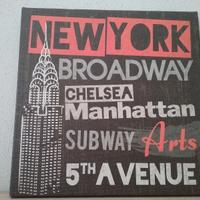 NEW YORK
BROADWAY
CHELSEA
Manhattan
SUBWAY Arts
5TH AVENUE